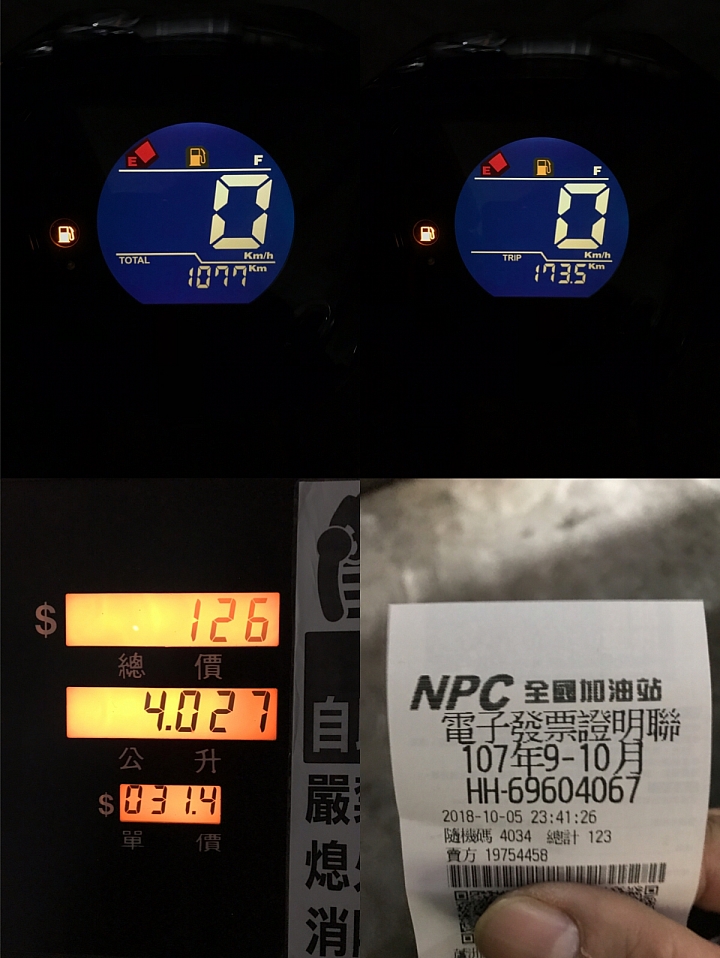 E F
0
Km/h
TOTAL
1077 Km
E F
0
Km/h
TRIP
173.5 Km
$ 126
總價
4.027
公升
$ 031.4
單價
自
嚴
熄
消
NPC 全國加油站
電子發票證明聯
107年9-10月
HH-69604067
2018-10-05 23:41:26
隨機碼 4034 總計 123
賣方 19754458